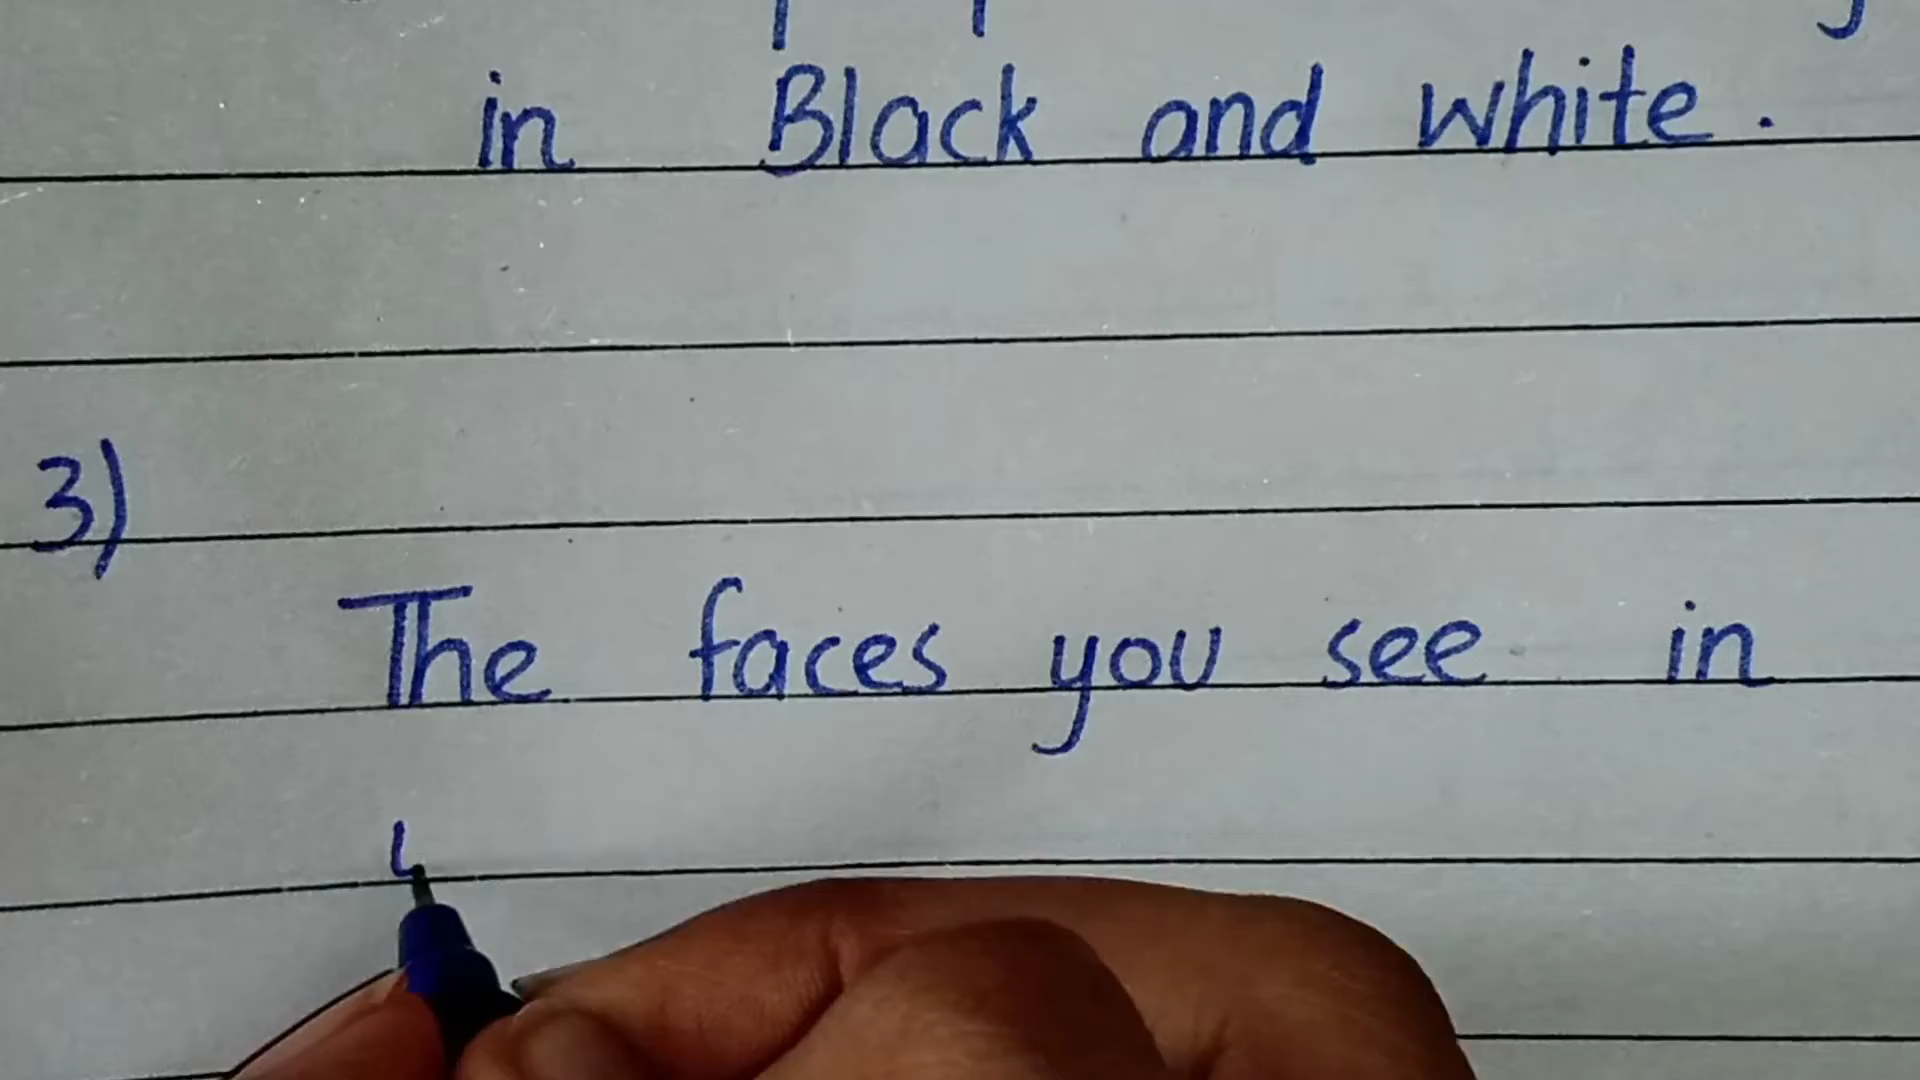 in Black and white.
3)
The faces you see in